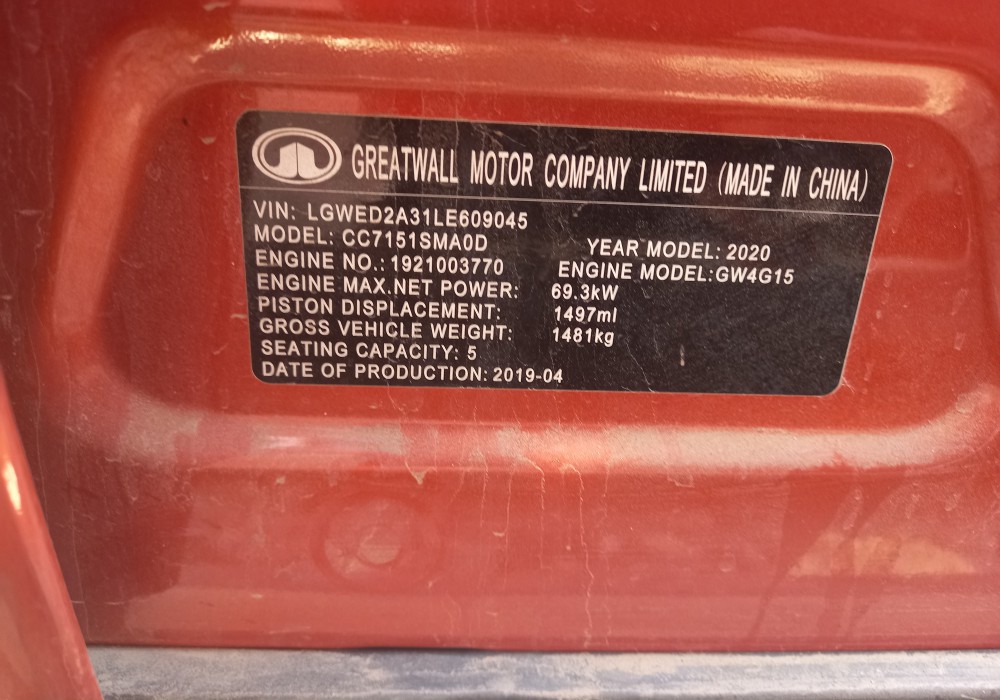 GREATWALL MOTOR COMPANY LIMITED (MADE IN CHINA)
VIN: LGWED2A31LE609045
MODEL: CC7151SMA0D YEAR MODEL: 2020
ENGINE NO.: 1921003770 ENGINE MODEL:GW4G15
ENGINE MAX.NET POWER: 69.3kW
PISTON DISPLACEMENT: 1497ml
GROSS VEHICLE WEIGHT: 1481kg
SEATING CAPACITY: 5
DATE OF PRODUCTION: 2019-04